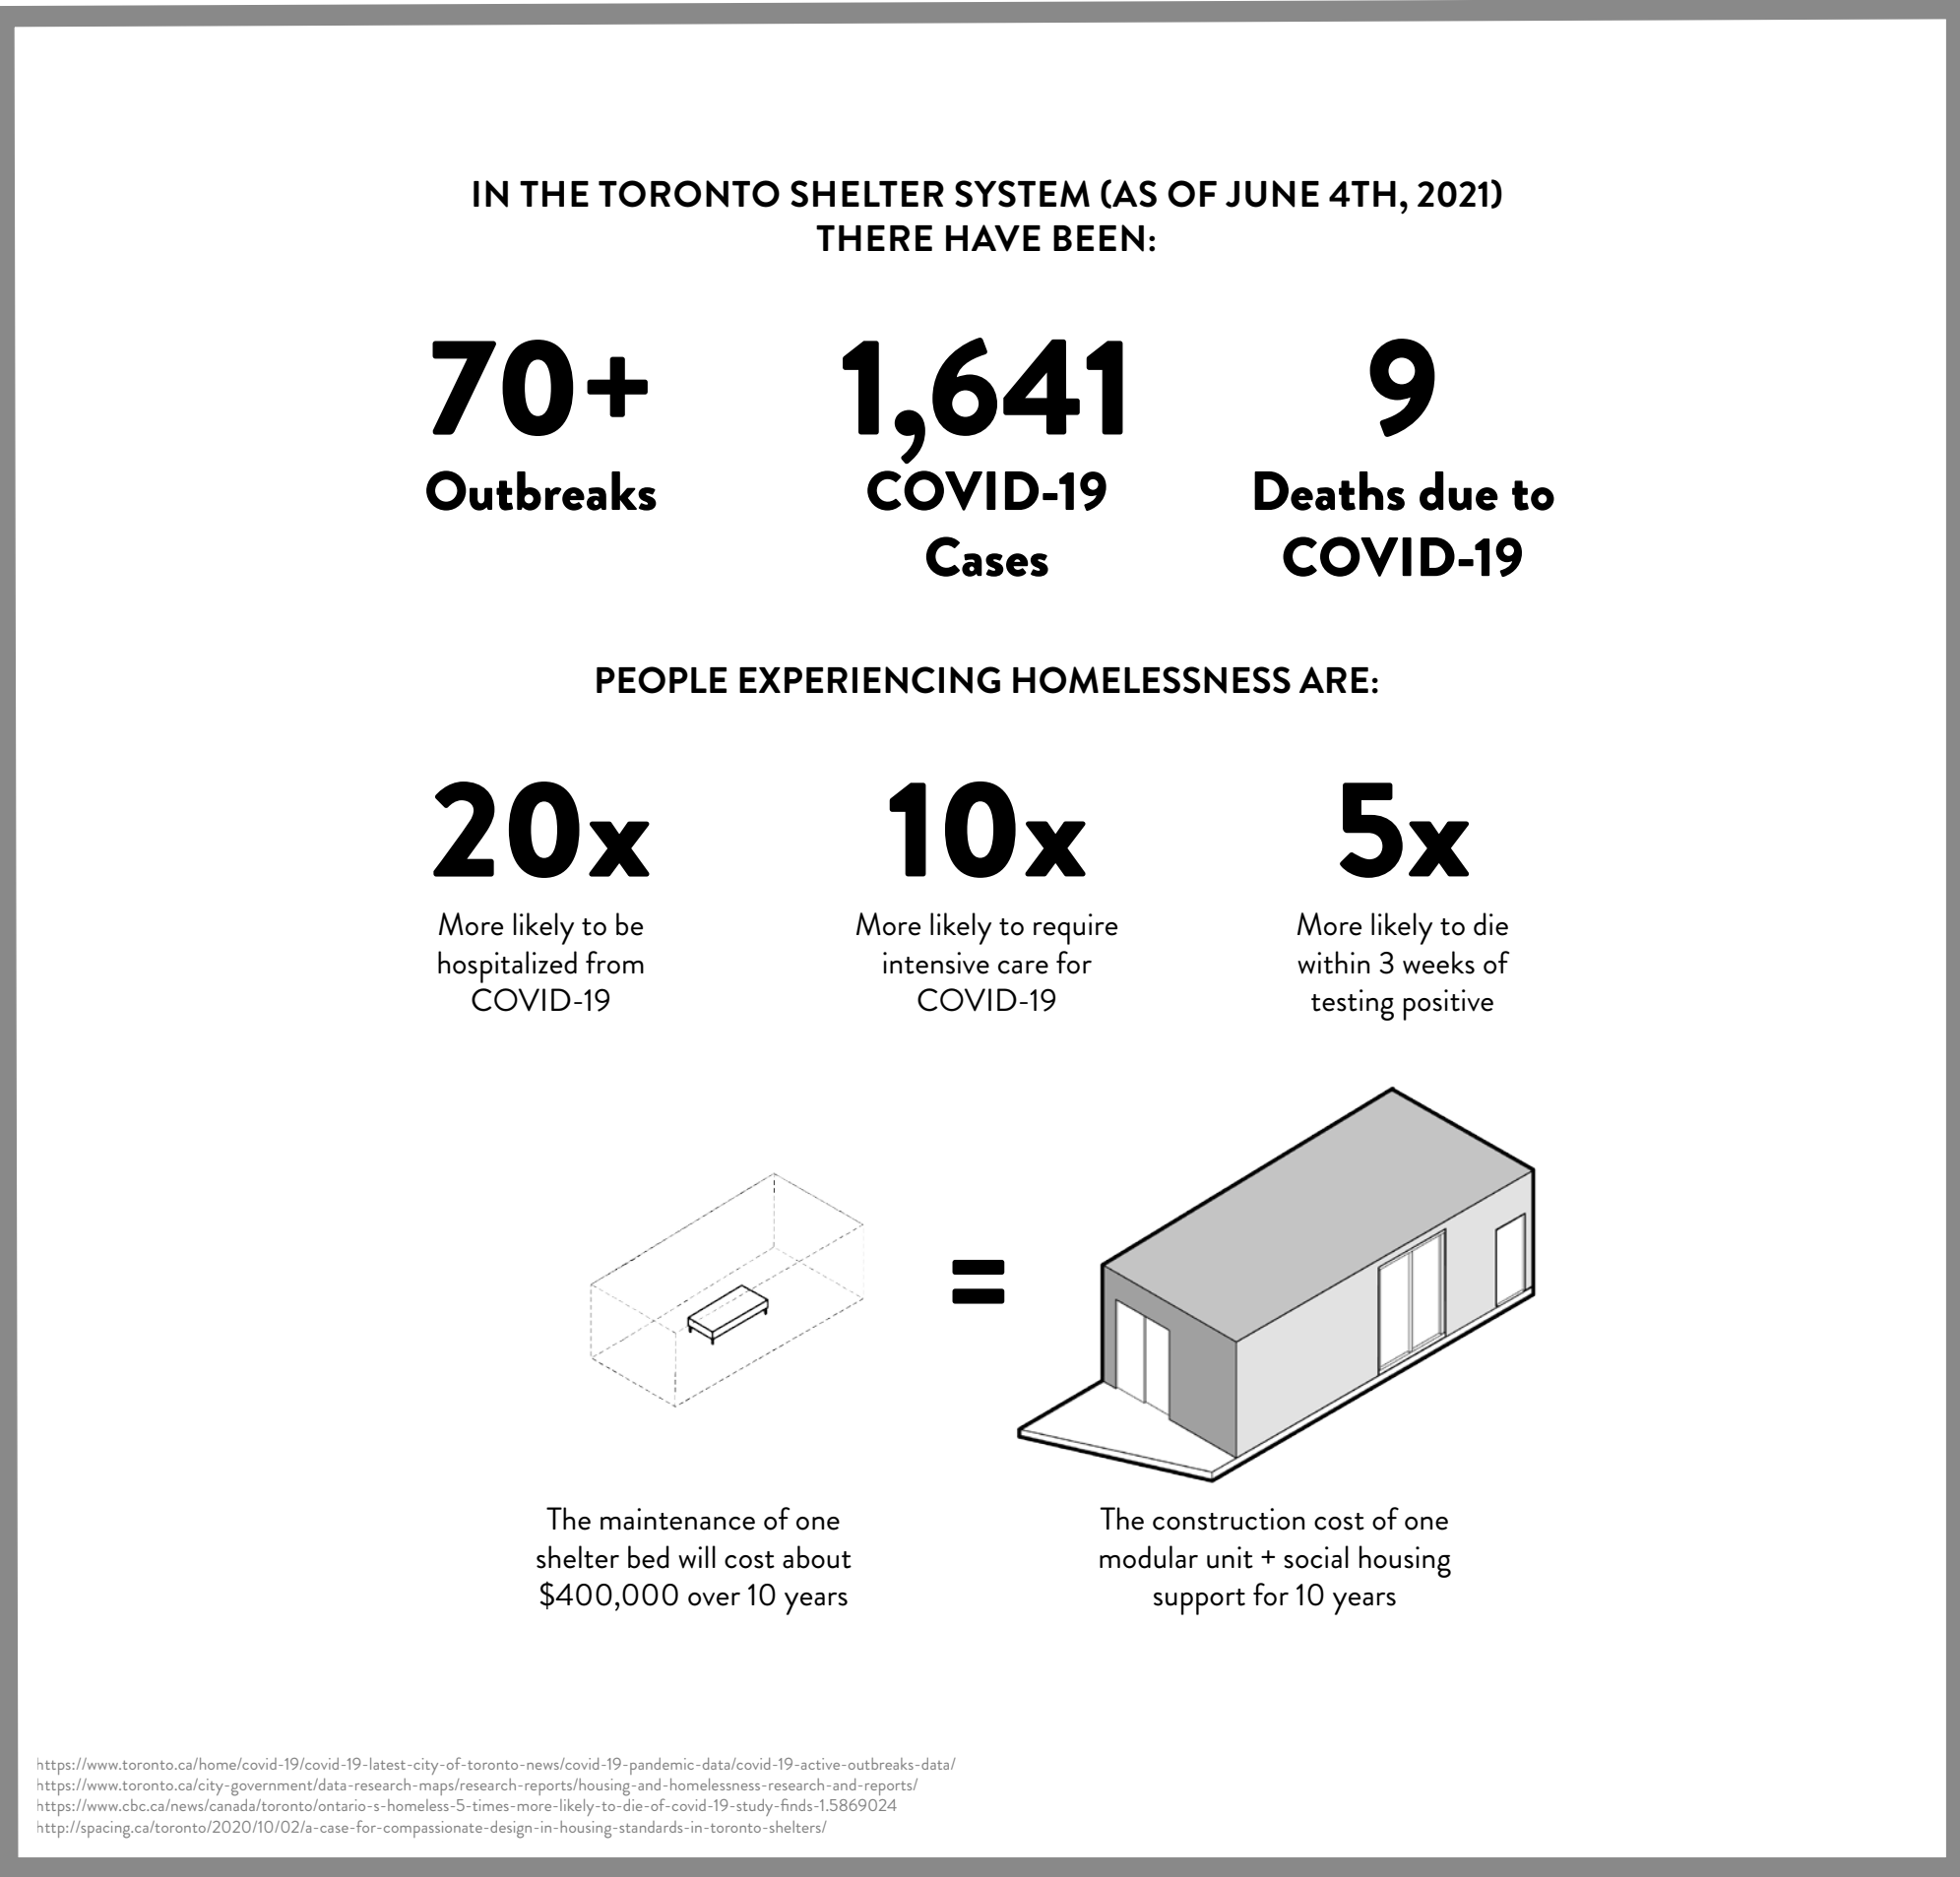 IN THE TORONTO SHELTER SYSTEM (AS OF JUNE 4TH, 2021)
THERE HAVE BEEN:
70+
Outbreaks
1,641
COVID-19
Cases
9
Deaths due to
COVID-19
PEOPLE EXPERIENCING HOMELESSNESS ARE:
20x
More likely to be
hospitalized from
COVID-19
10x
More likely to require
intensive care for
COVID-19
5x
More likely to die
within 3 weeks of
testing positive
=
The maintenance of one
shelter bed will cost about
$400,000 over 10 years
The construction cost of one
modular unit + social housing
support for 10 years
https://www.toronto.ca/home/covid-19/covid-19-latest-city-of-toronto-news/covid-19-pandemic-data/covid-19-active-outbreaks-data/
https://www.toronto.ca/city-government/data-research-maps/research-reports/housing-and-homelessness-research-and-reports/
https://www.cbc.ca/news/canada/toronto/ontario-s-homeless-5-times-more-likely-to-die-of-covid-19-study-finds-1.5869024
http://spacing.ca/toronto/2020/10/02/a-case-for-compassionate-design-in-housing-standards-in-toronto-shelters/